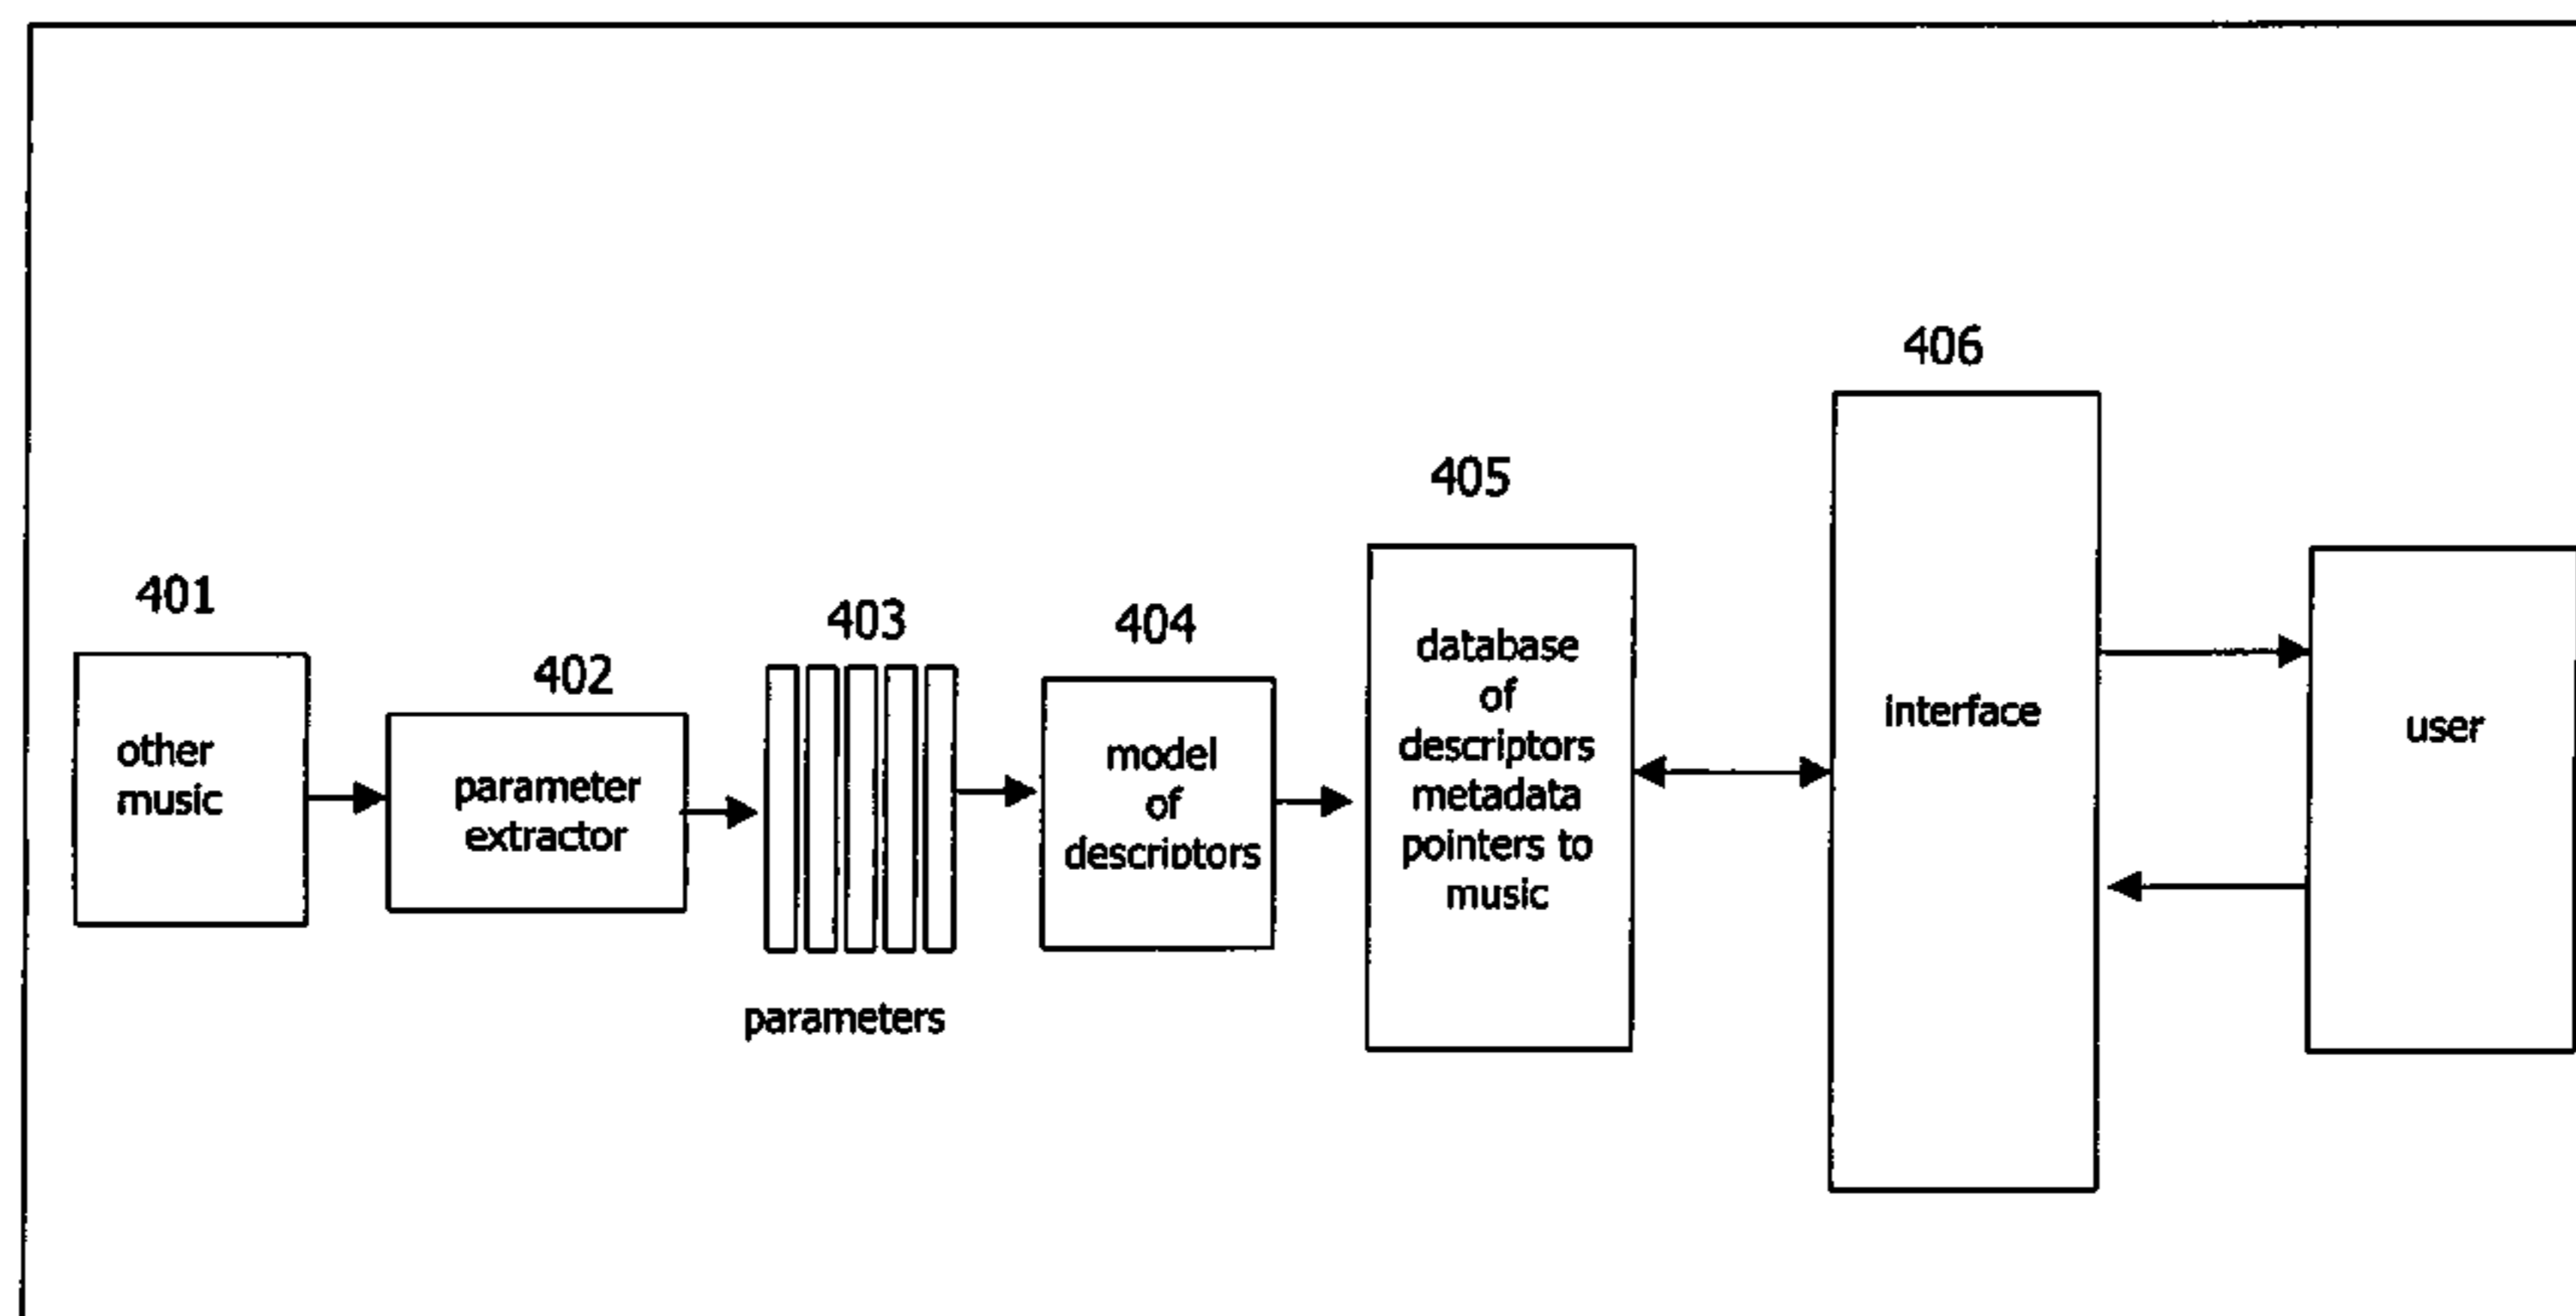 401
other
music
402
parameter
extractor
403
parameters
404
model
of
descriptors
405
database
of
descriptors
metadata
pointers to
music
406
interface
user